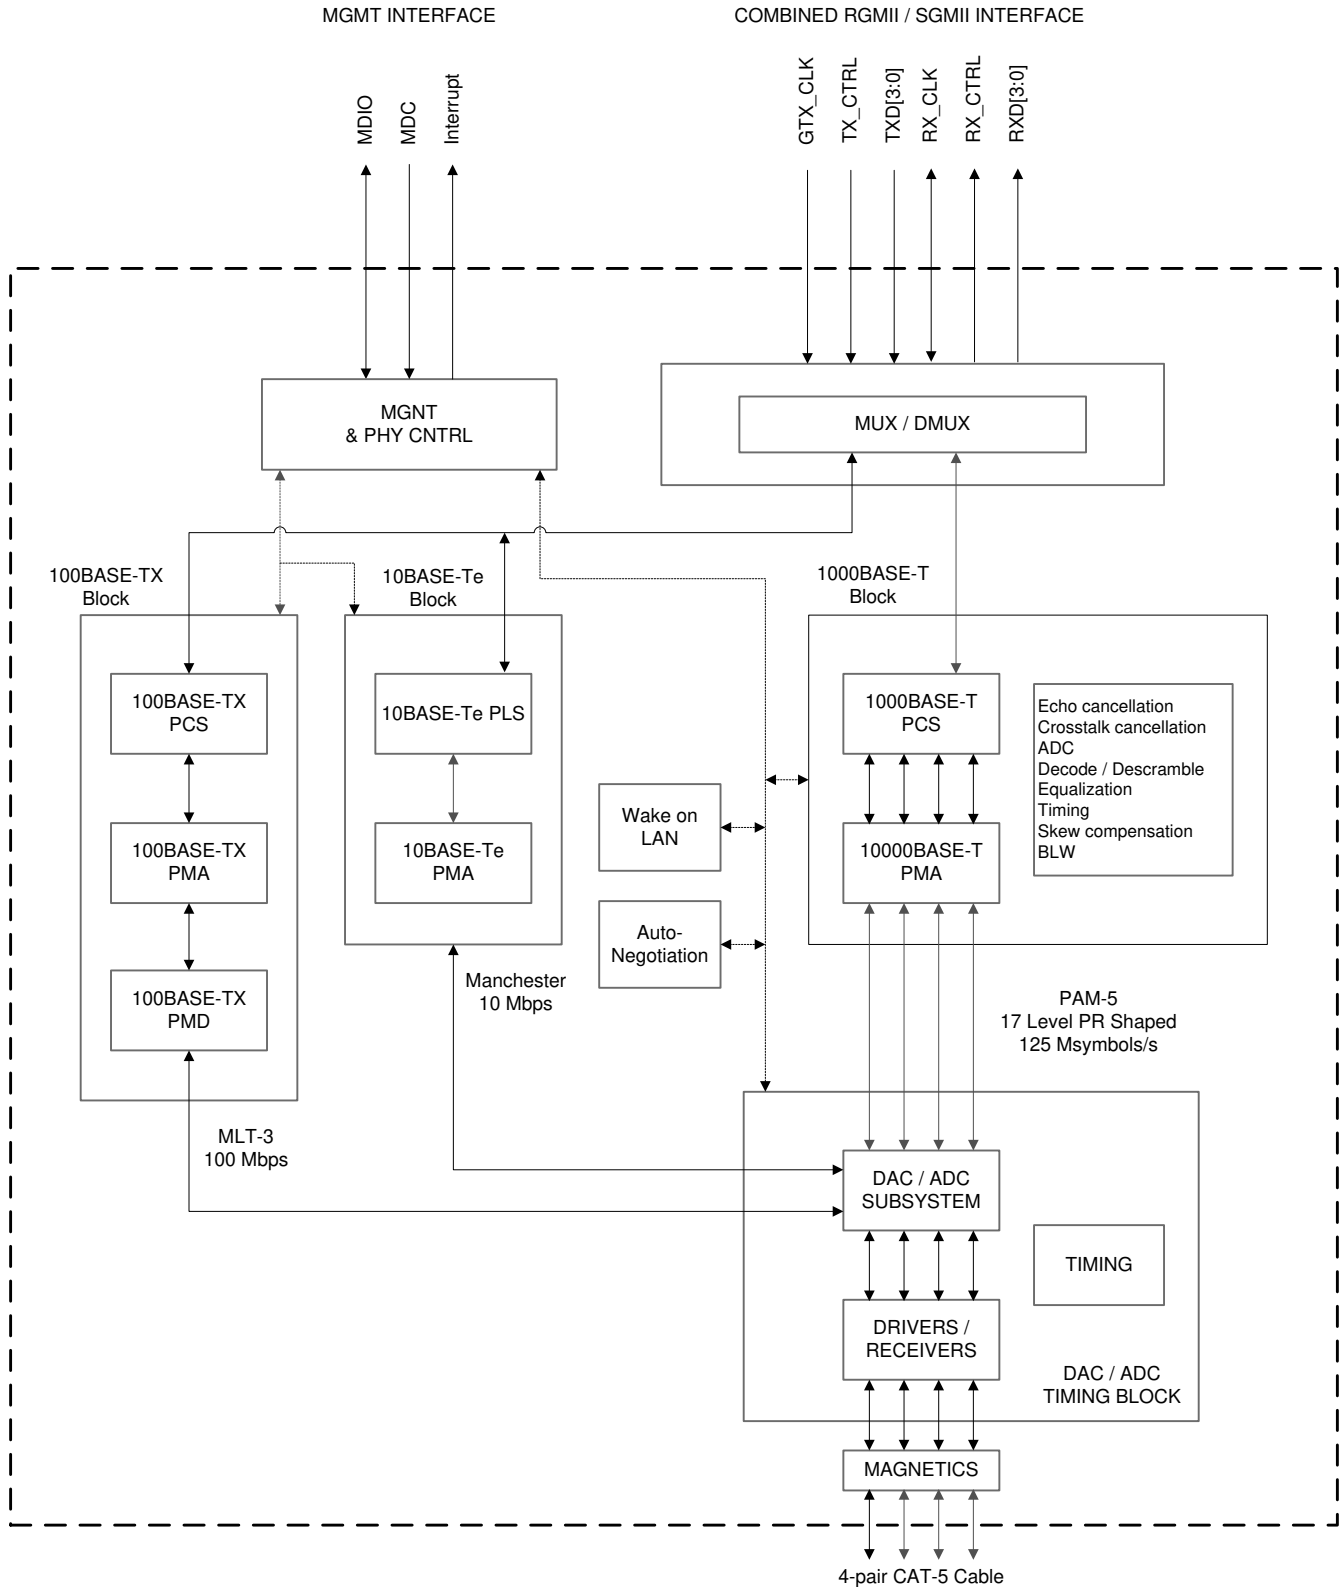 MGMT INTERFACE
COMBINED RGMII / SGMII INTERFACE
MDIO
MDC
Interrupt
GTX_CLK
TX_CTRL
TXD[3:0]
RX_CLK
RX_CTRL
RXD[3:0]
MGNT
& PHY CNTRL
MUX / DMUX
100BASE-TX
Block
10BASE-Te
Block
1000BASE-T
Block
100BASE-TX
PCS
10BASE-Te PLS
1000BASE-T
PCS
Echo cancellation
Crosstalk cancellation
ADC
Decode / Descramble
Equalization
Timing
Skew compensation
BLW
Wake on
LAN
100BASE-TX
PMA
10BASE-Te
PMA
10000BASE-T
PMA
Auto-
Negotiation
100BASE-TX
PMD
Manchester
10 Mbps
PAM-5
17 Level PR Shaped
125 Msymbols/s
MLT-3
100 Mbps
DAC / ADC
SUBSYSTEM
TIMING
DRIVERS /
RECEIVERS
DAC / ADC
TIMING BLOCK
MAGNETICS
4-pair CAT-5 Cable